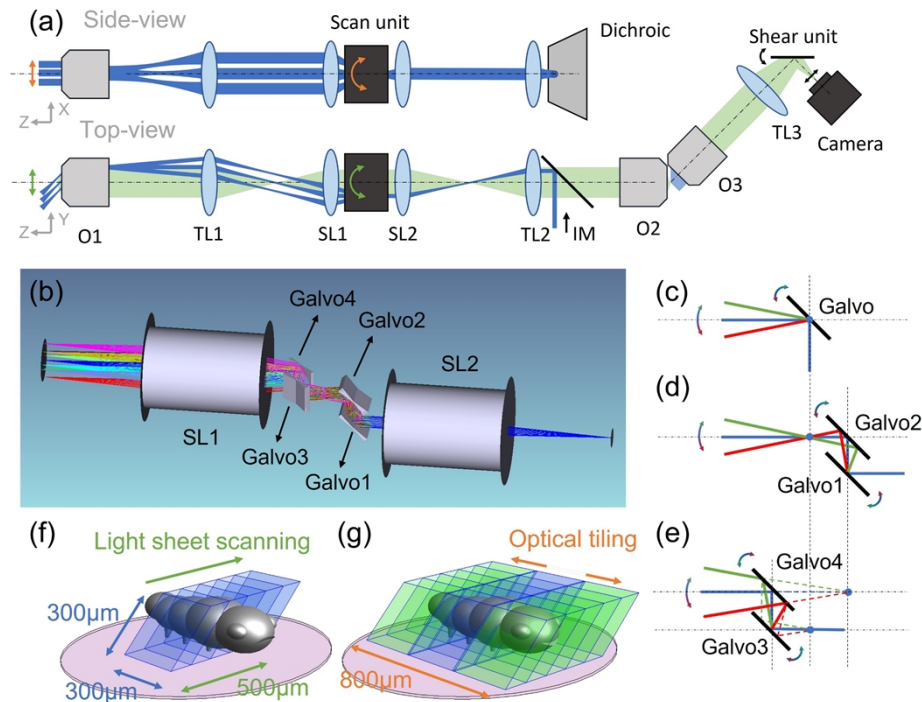 (a) Side-view
Scan unit
Dichroic
Shear unit
Z
X
Top-view
TL3
Camera
O3
Z
Y
O1
TL1
SL1
SL2
TL2
IM
O2
(b)
Galvo4
Galvo2
SL2
SL1
Galvo3
Galvo1
(c)
Galvo
(d)
Galvo2
Galvo1
(e)
Galvo4
Galvo3
(f)
Light sheet scanning
300μm
300μm
500μm
(g)
Optical tiling
800μm